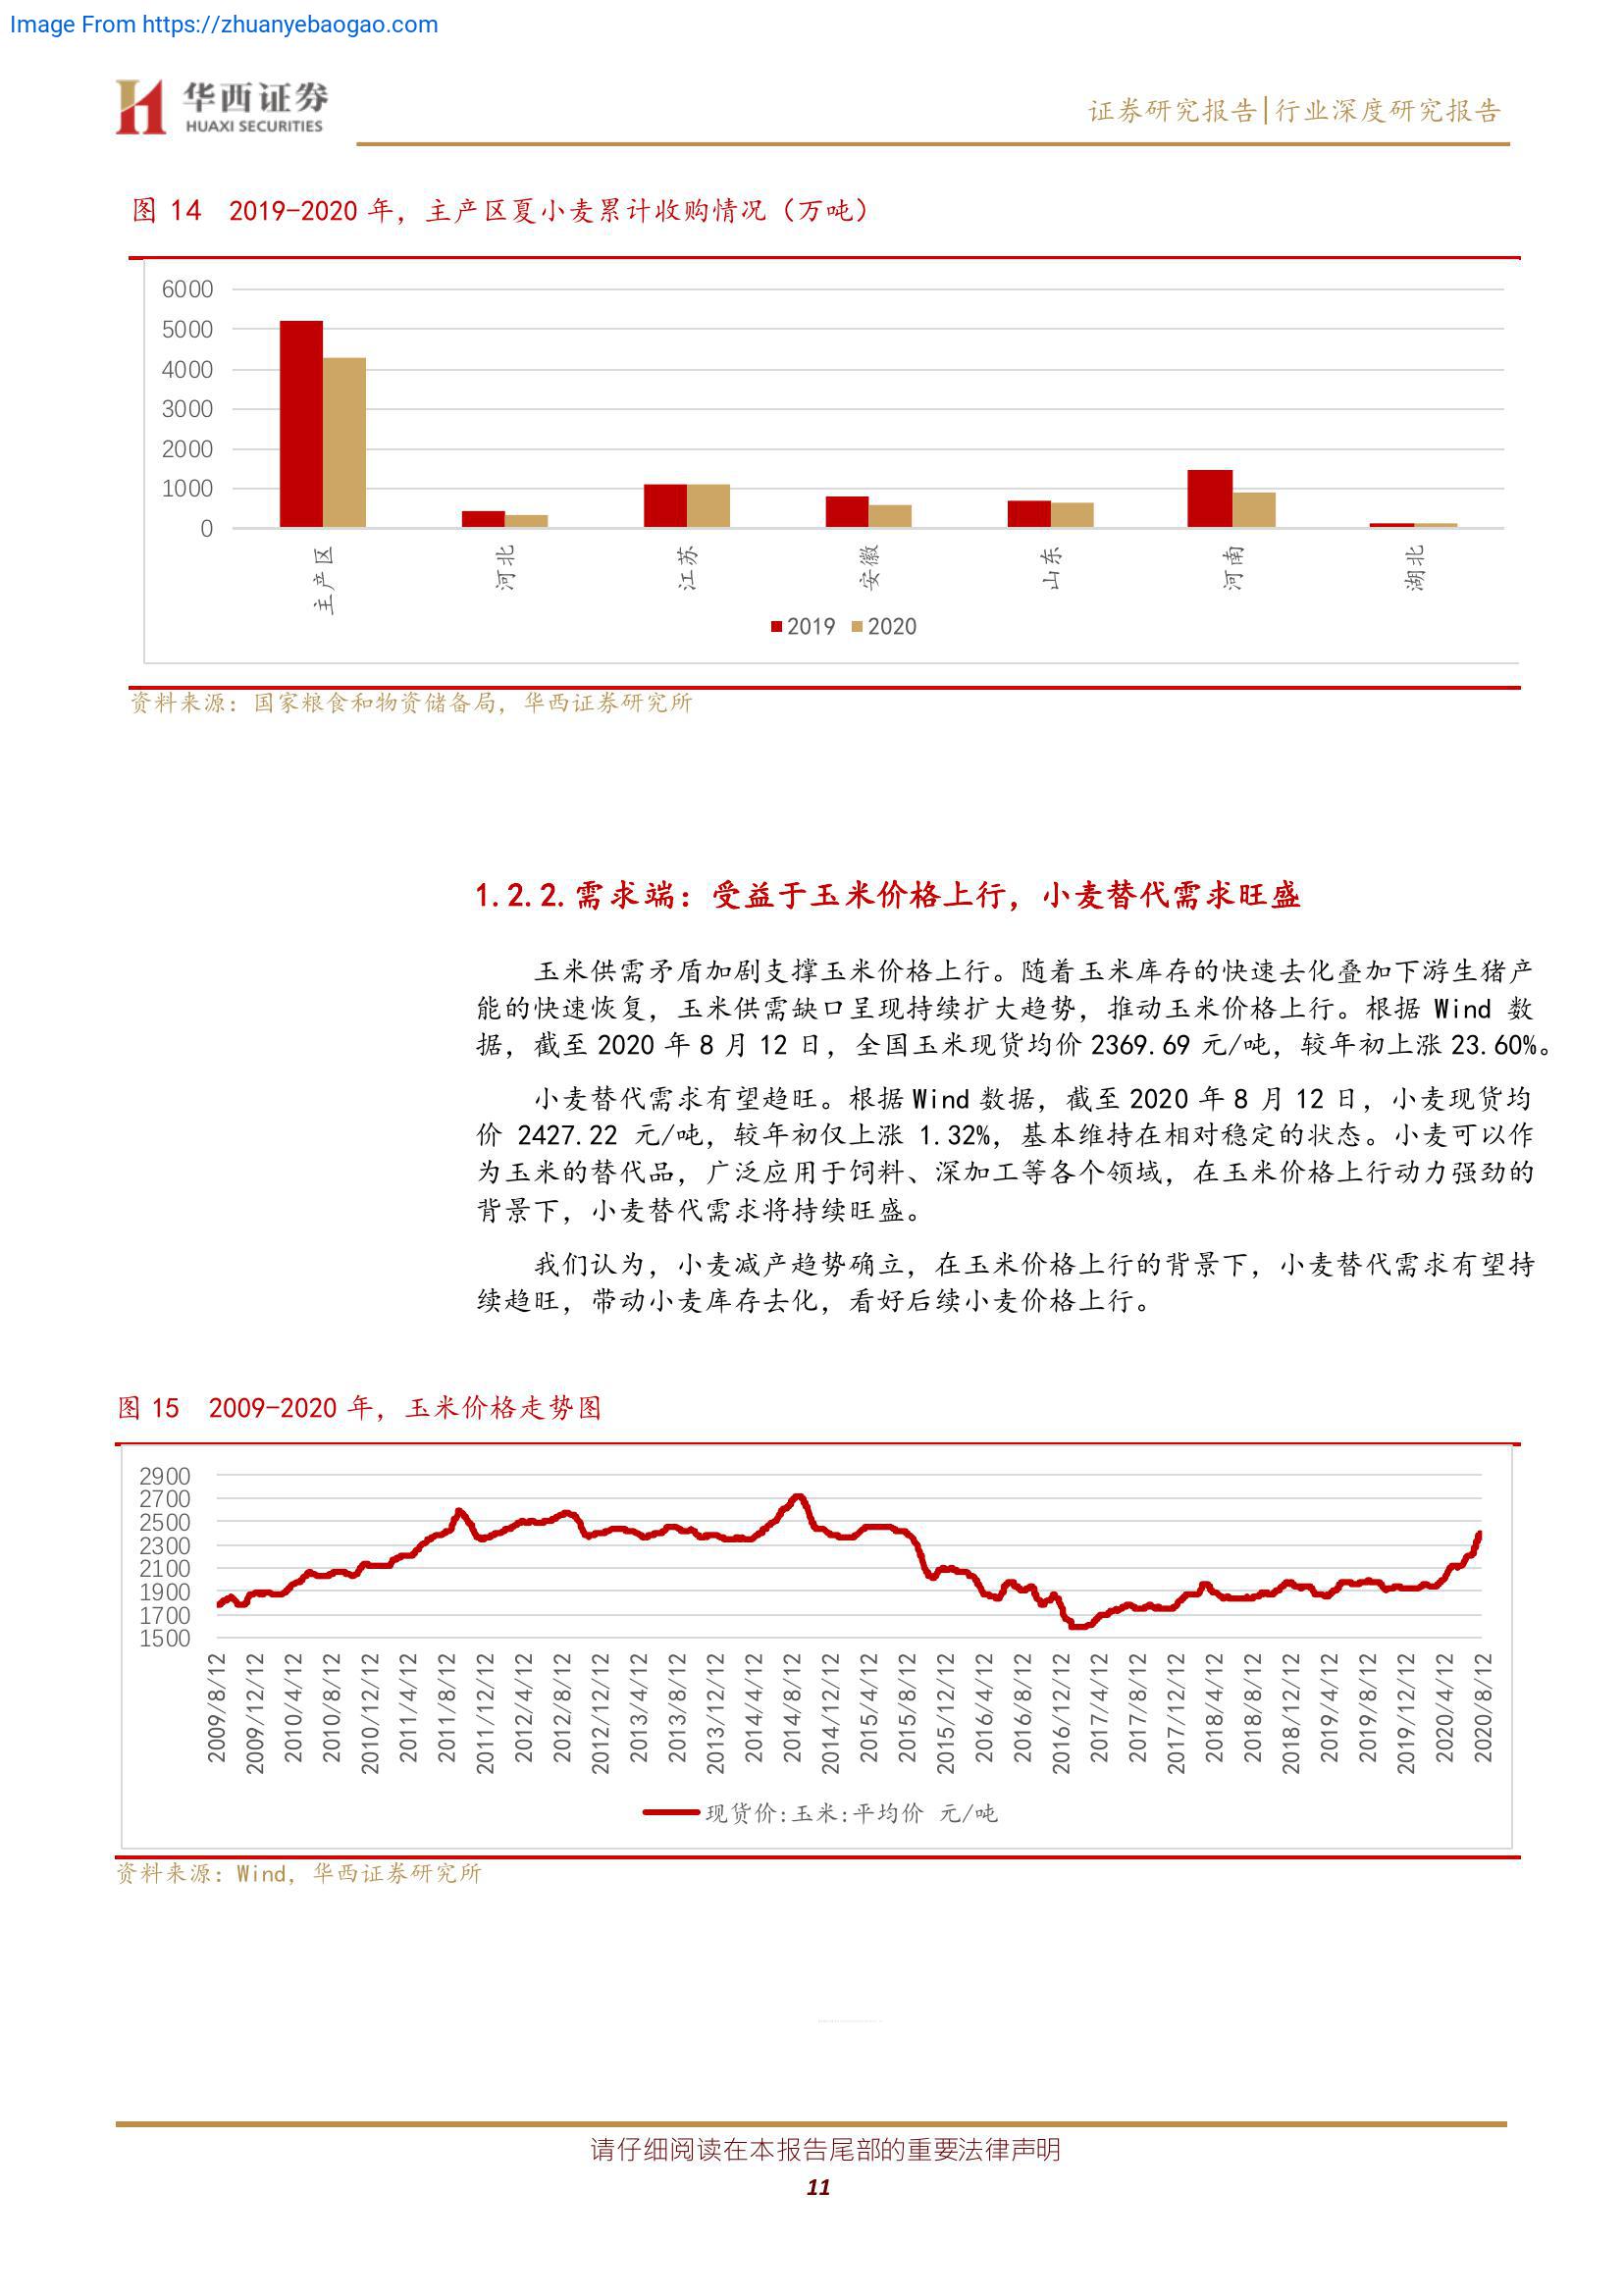 Image From https://zhuanyebaogao.com
华西证券
HUAXI SECURITIES
证券研究报告|行业深度研究报告
图 14 2019-2020 年，主产区夏小麦累计收购情况（万吨）
6000
5000
4000
3000
2000
1000
0
主产区
河北
江苏
安徽
山东
河南
湖北
2019 2020
资料来源：国家粮食和物资储备局，华西证券研究所
1.2.2.需求端：受益于玉米价格上行，小麦替代需求旺盛
玉米供需矛盾加剧支撑玉米价格上行。随着玉米库存的快速去化叠加下游生猪产
能的快速恢复，玉米供需缺口呈现持续扩大趋势，推动玉米价格上行。根据 Wind 数
据，截至 2020 年 8 月 12 日，全国玉米现货均价 2369.69 元/吨，较年初上涨 23.60%。
小麦替代需求有望趋旺。根据 Wind 数据，截至 2020 年 8 月 12 日，小麦现货均
价 2427.22 元/吨，较年初仅上涨 1.32%，基本维持在相对稳定的状态。小麦可以作
为玉米的替代品，广泛应用于饲料、深加工等各个领域，在玉米价格上行动力强劲的
背景下，小麦替代需求将持续旺盛。
我们认为，小麦减产趋势确立，在玉米价格上行的背景下，小麦替代需求有望持
续趋旺，带动小麦库存去化，看好后续小麦价格上行。
图 15 2009-2020 年，玉米价格走势图
2900
2700
2500
2300
2100
1900
1700
1500
2009/8/12
2009/12/12
2010/4/12
2010/8/12
2010/12/12
2011/4/12
2011/8/12
2011/12/12
2012/4/12
2012/8/12
2012/12/12
2013/4/12
2013/8/12
2013/12/12
2014/4/12
2014/8/12
2014/12/12
2015/4/12
2015/8/12
2015/12/12
2016/4/12
2016/8/12
2016/12/12
2017/4/12
2017/8/12
2017/12/12
2018/4/12
2018/8/12
2018/12/12
2019/4/12
2019/8/12
2019/12/12
2020/4/12
2020/8/12
现货价:玉米:平均价 元/吨
资料来源：Wind，华西证券研究所
请仔细阅读在本报告尾部的重要法律声明
11